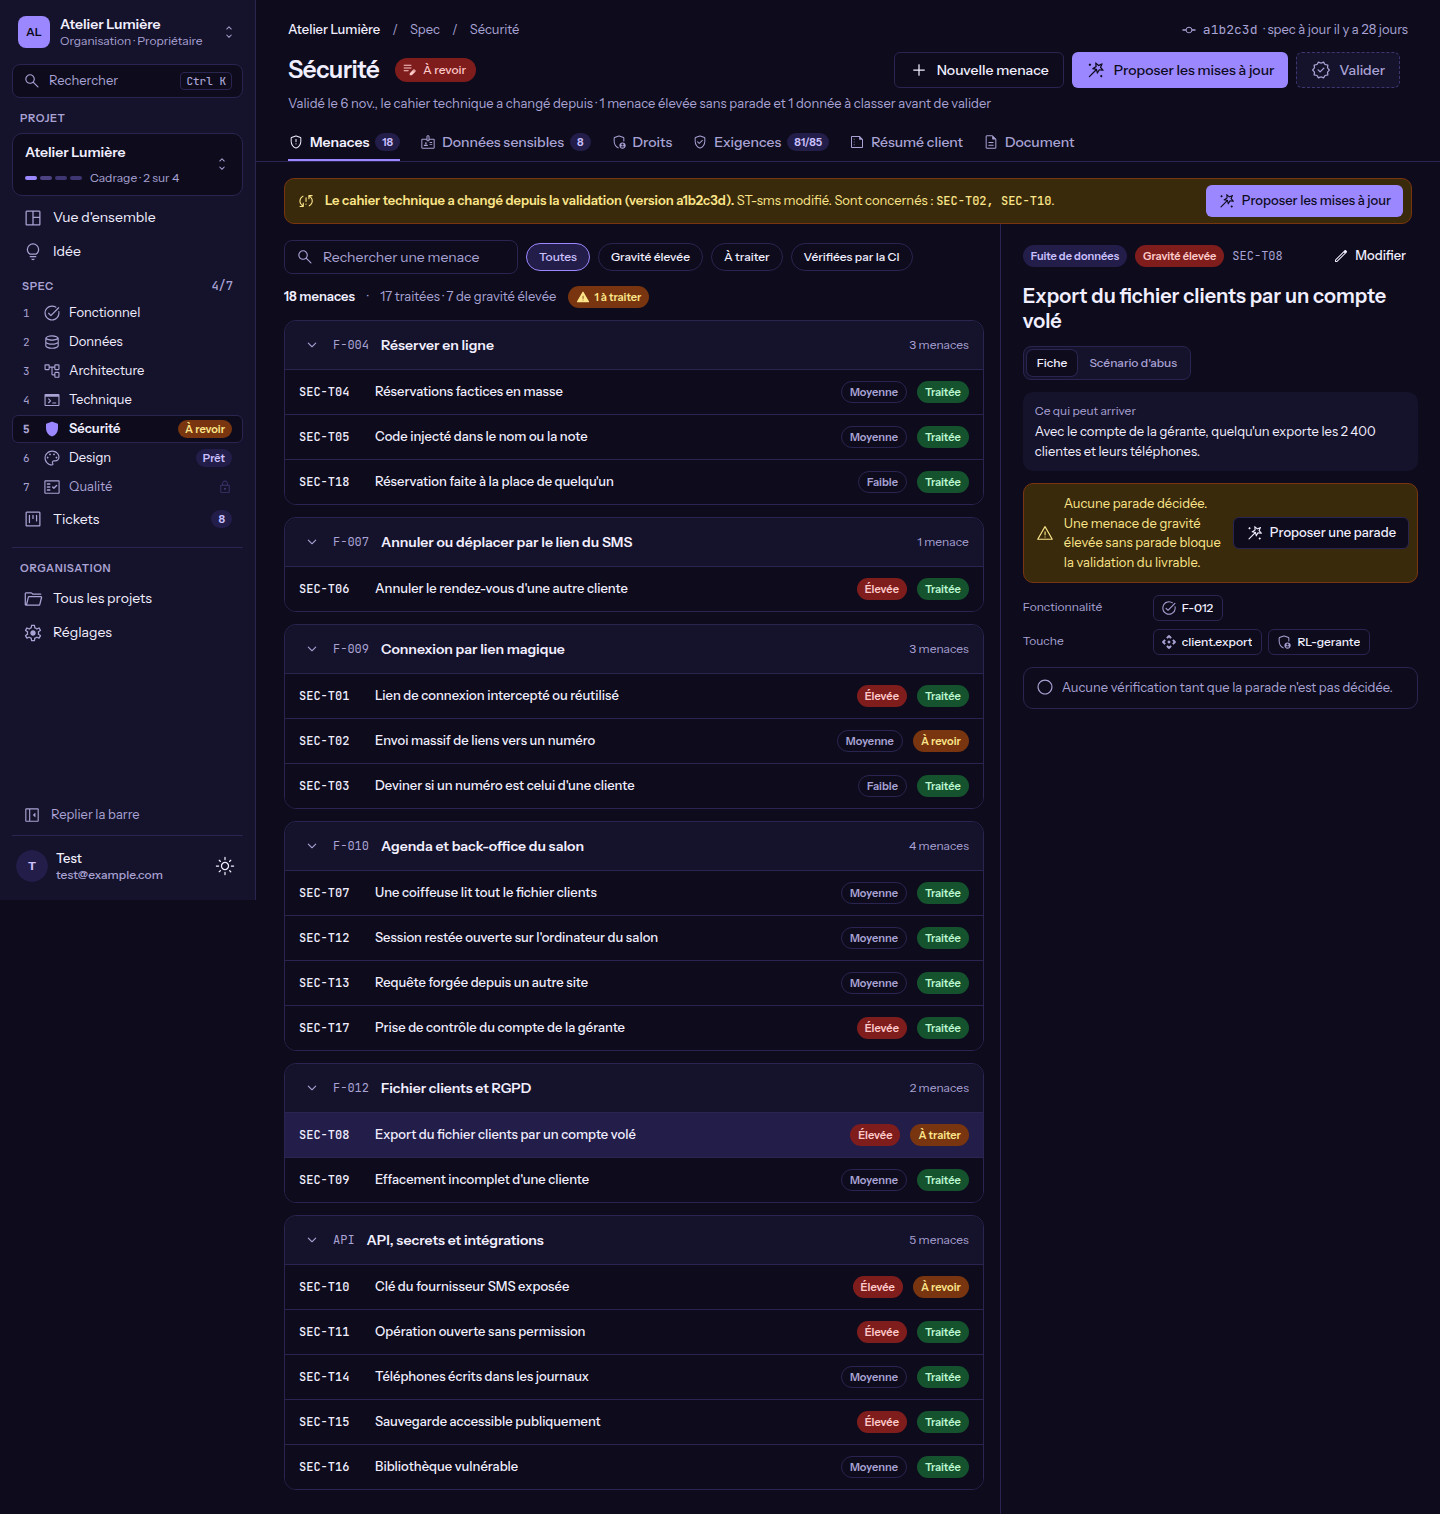 AL
Atelier Lumière
Organisation · Propriétaire
Rechercher
Ctrl K
PROJET
Atelier Lumière
Cadrage · 2 sur 4
Vue d'ensemble
Idée
SPEC 4/7
1 Fonctionnel
2 Données
3 Architecture
4 Technique
5 Sécurité À revoir
6 Design Prêt
7 Qualité
Tickets 8
ORGANISATION
Tous les projets
Réglages
Replier la barre
T
Test
test@example.com
Atelier Lumière / Spec / Sécurité
a1b2c3d · spec à jour il y a 28 jours
Sécurité À revoir
Nouvelle menace
Proposer les mises à jour
Valider
Validé le 6 nov., le cahier technique a changé depuis · 1 menace élevée sans parade et 1 donnée à classer avant de valider
Menaces 18
Données sensibles 8
Droits
Exigences 81/85
Résumé client
Document
Le cahier technique a changé depuis la validation (version a1b2c3d). ST-sms modifié. Sont concernés : SEC-T02, SEC-T10.
Proposer les mises à jour
Rechercher une menace
Toutes
Gravité élevée
À traiter
Vérifiées par la CI
18 menaces · 17 traitées · 7 de gravité élevée
1 à traiter
F-004 Réserver en ligne 3 menaces
SEC-T04 Réservations factices en masse Moyenne Traitée
SEC-T05 Code injecté dans le nom ou la note Moyenne Traitée
SEC-T18 Réservation faite à la place de quelqu'un Faible Traitée
F-007 Annuler ou déplacer par le lien du SMS 1 menace
SEC-T06 Annuler le rendez-vous d'une autre cliente Élevée Traitée
F-009 Connexion par lien magique 3 menaces
SEC-T01 Lien de connexion intercepté ou réutilisé Élevée Traitée
SEC-T02 Envoi massif de liens vers un numéro Moyenne À revoir
SEC-T03 Deviner si un numéro est celui d'une cliente Faible Traitée
F-010 Agenda et back-office du salon 4 menaces
SEC-T07 Une coiffeuse lit tout le fichier clients Moyenne Traitée
SEC-T12 Session restée ouverte sur l'ordinateur du salon Moyenne Traitée
SEC-T13 Requête forgée depuis un autre site Moyenne Traitée
SEC-T17 Prise de contrôle du compte de la gérante Élevée Traitée
F-012 Fichier clients et RGPD 2 menaces
SEC-T08 Export du fichier clients par un compte volé Élevée À traiter
SEC-T09 Effacement incomplet d'une cliente Moyenne Traitée
API API, secrets et intégrations 5 menaces
SEC-T10 Clé du fournisseur SMS exposée Élevée À revoir
SEC-T11 Opération ouverte sans permission Élevée Traitée
SEC-T14 Téléphones écrits dans les journaux Moyenne Traitée
SEC-T15 Sauvegarde accessible publiquement Élevée Traitée
SEC-T16 Bibliothèque vulnérable Moyenne Traitée
Fuite de données
Gravité élevée
SEC-T08
Modifier
Export du fichier clients par un compte
volé
Fiche
Scénario d'abus
Ce qui peut arriver
Avec le compte de la gérante, quelqu'un exporte les 2 400
clientes et leurs téléphones.
Aucune parade décidée.
Une menace de gravité
élevée sans parade bloque
la validation du livrable.
Proposer une parade
Fonctionnalité F-012
Touche client.export RL-gerante
Aucune vérification tant que la parade n'est pas décidée.